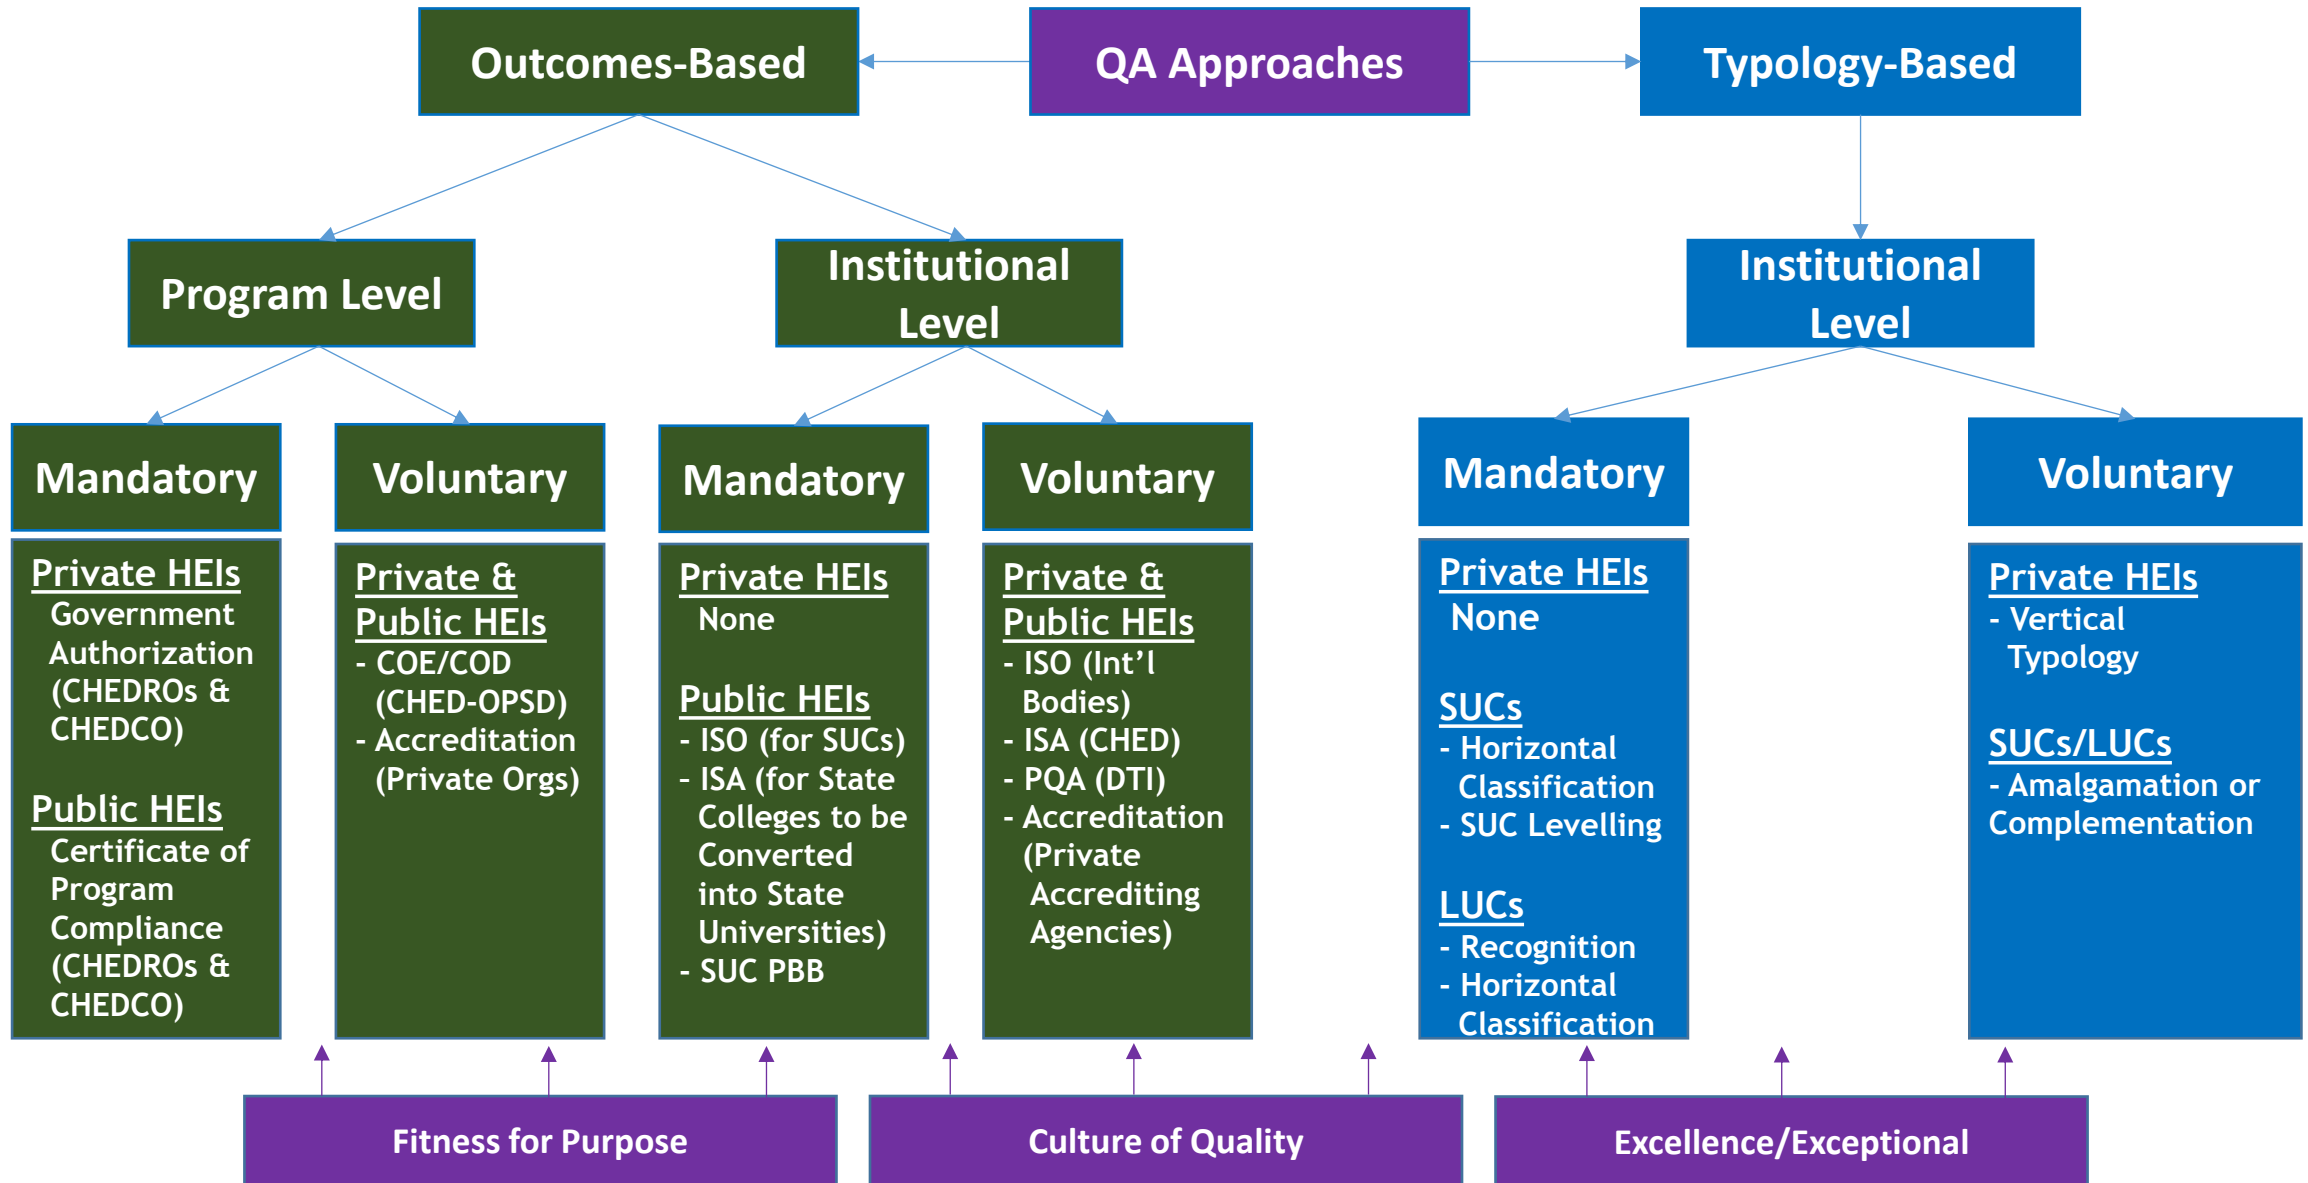 Outcomes-Based
QA Approaches
Typology-Based
Program Level
Institutional
Level
Institutional
Level
Mandatory
Voluntary
Mandatory
Voluntary
Mandatory
Voluntary
Private HEIs
Government
Authorization
(CHEDROs &
CHEDCO)
Public HEIs
Certificate of
Program
Compliance
(CHEDROs &
CHEDCO)
Private &
Public HEIs
- COE/COD
(CHED-OPSD)
- Accreditation
(Private Orgs)
Private HEIs
None
Public HEIs
- ISO (for SUCs)
- ISA (for State
Colleges to be
Converted
into State
Universities)
- SUC PBB
Private &
Public HEIs
- ISO (Int’l
Bodies)
- ISA (CHED)
- PQA (DTI)
- Accreditation
(Private
Accrediting
Agencies)
Private HEIs
None
SUCs
- Horizontal
Classification
- SUC Levelling
LUCs
- Recognition
- Horizontal
Classification
Private HEIs
- Vertical
Typology
SUCs/LUCs
- Amalgamation or
Complementation
Fitness for Purpose
Culture of Quality
Excellence/Exceptional